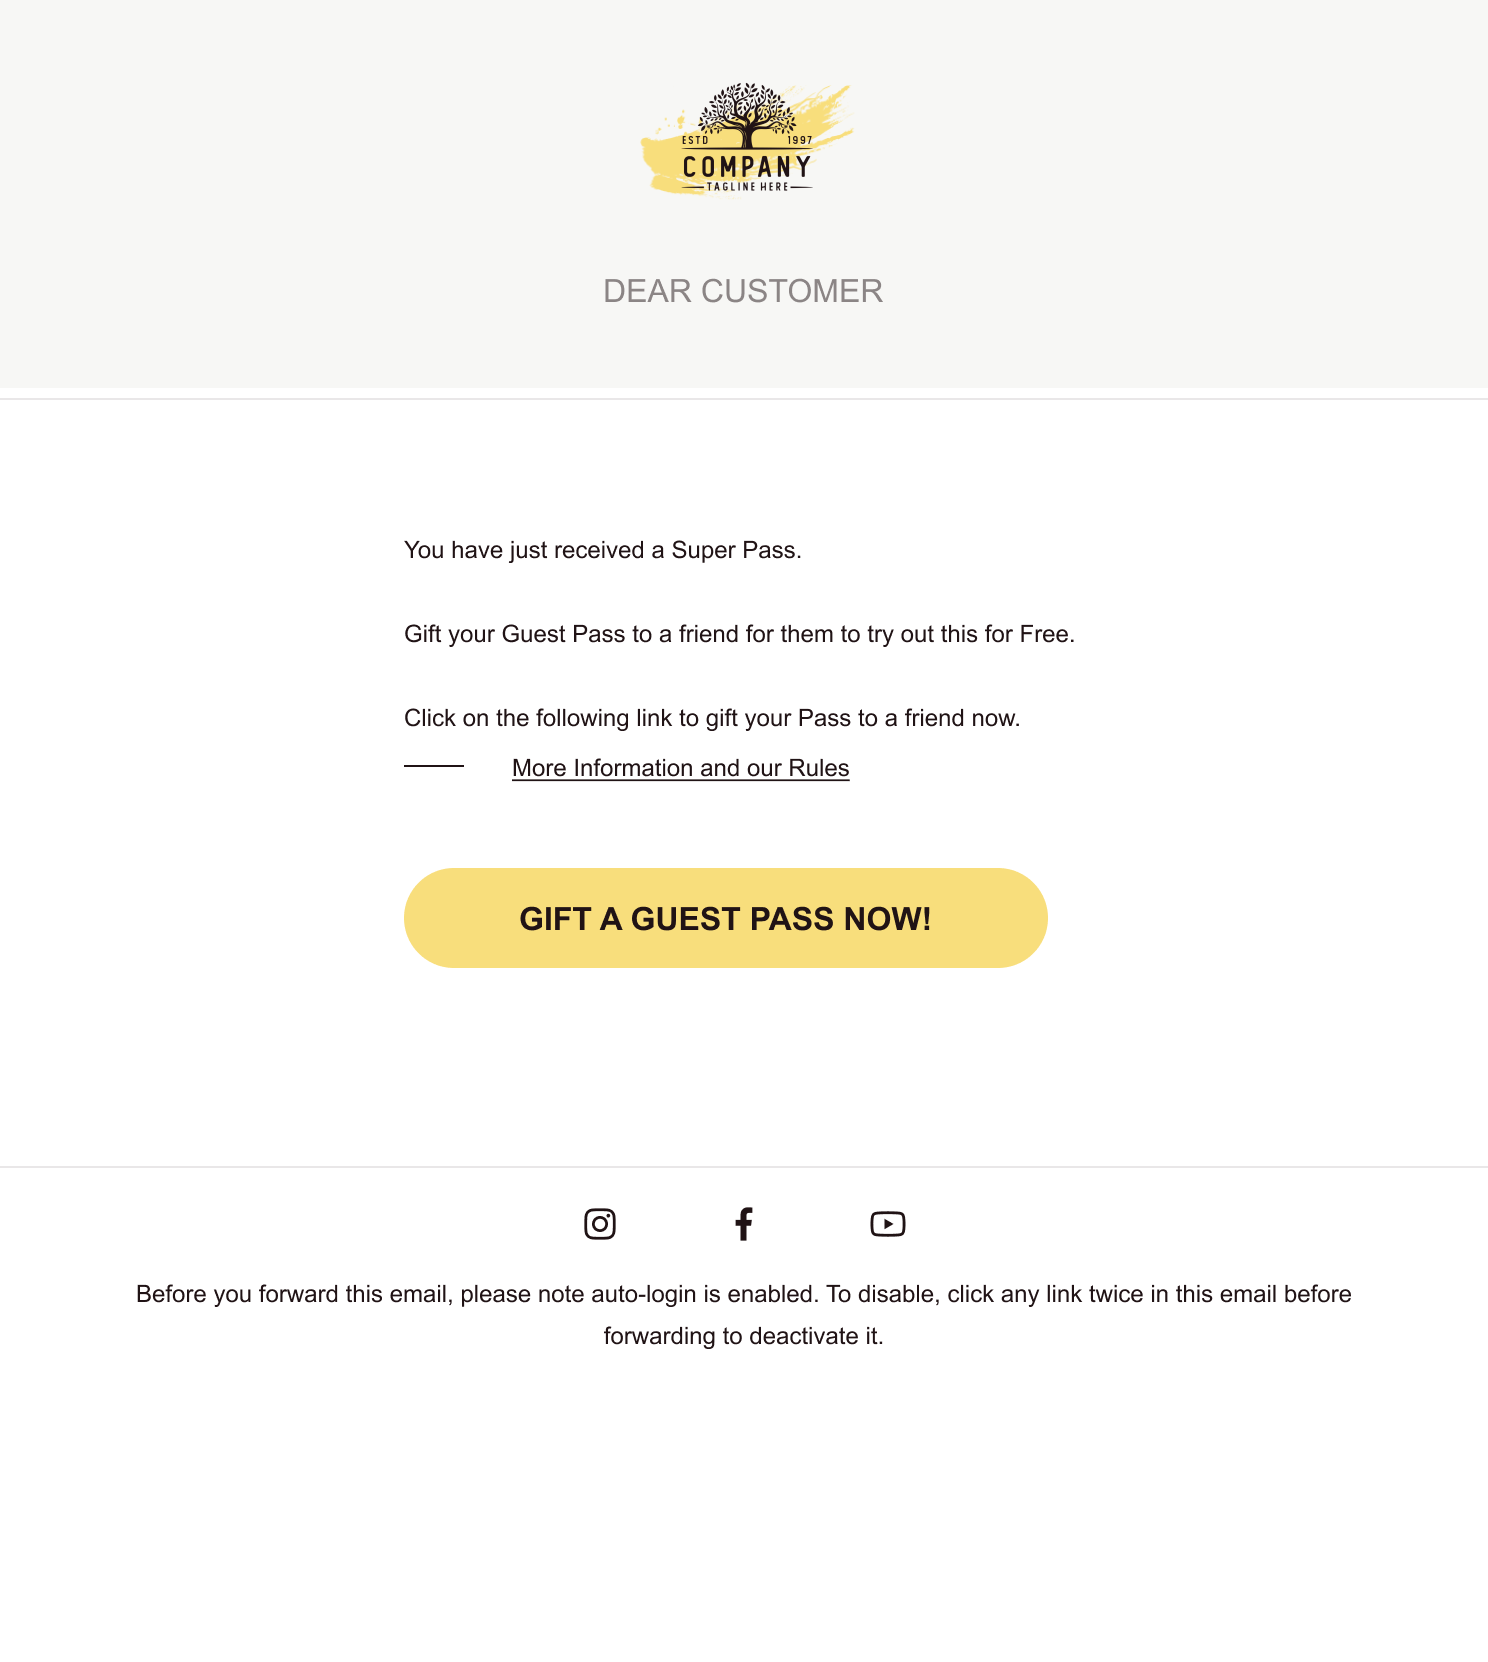 ESTD 1997
COMPANY
TAGLINE HERE
DEAR CUSTOMER
You have just received a Super Pass.
Gift your Guest Pass to a friend for them to try out this for Free.
Click on the following link to gift your Pass to a friend now.
More Information and our Rules
GIFT A GUEST PASS NOW!
Before you forward this email, please note auto-login is enabled. To disable, click any link twice in this email before
forwarding to deactivate it.